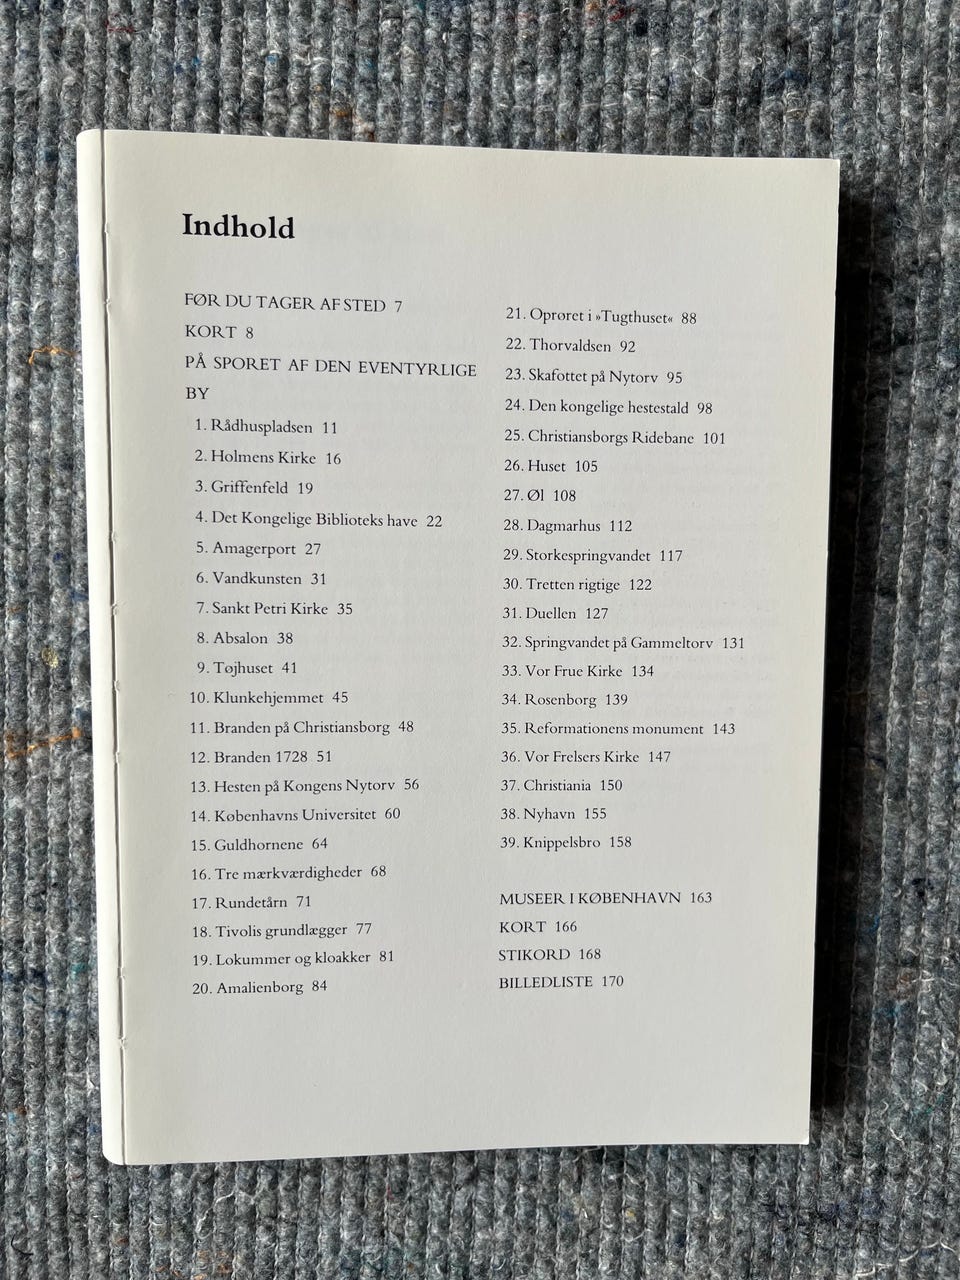 Indhold
FØR DU TAGER AF STED 7
KORT 8
PÅ SPORET AF DEN EVENTYRLIGE
BY
1. Rådhuspladsen 11
2. Holmens Kirke 16
3. Griffenfeld 19
4. Det Kongelige Biblioteks have 22
5. Amagerport 27
6. Vandkunsten 31
7. Sankt Petri Kirke 35
8. Absalon 38
9. Tøjhuset 41
10. Klunkehjemmet 45
11. Branden på Christiansborg 48
12. Branden 1728 51
13. Hesten på Kongens Nytorv 56
14. Københavns Universitet 60
15. Guldhornene 64
16. Tre mærkværdigheder 68
17. Rundetårn 71
18. Tivolis grundlægger 77
19. Lokummer og kloakker 81
20. Amalienborg 84
21. Oprøret i »Tugthuset« 88
22. Thorvaldsen 92
23. Skafottet på Nytorv 95
24. Den kongelige hestestald 98
25. Christiansborgs Ridebane 101
26. Huset 105
27. Øl 108
28. Dagmarhus 112
29. Storkespringvandet 117
30. Tretten rigtige 122
31. Duellen 127
32. Springvandet på Gammeltorv 131
33. Vor Frue Kirke 134
34. Rosenborg 139
35. Reformationens monument 143
36. Vor Frelsers Kirke 147
37. Christiania 150
38. Nyhavn 155
39. Knippelsbro 158
MUSEER I KØBENHAVN 163
KORT 166
STIKORD 168
BILLEDLISTE 170